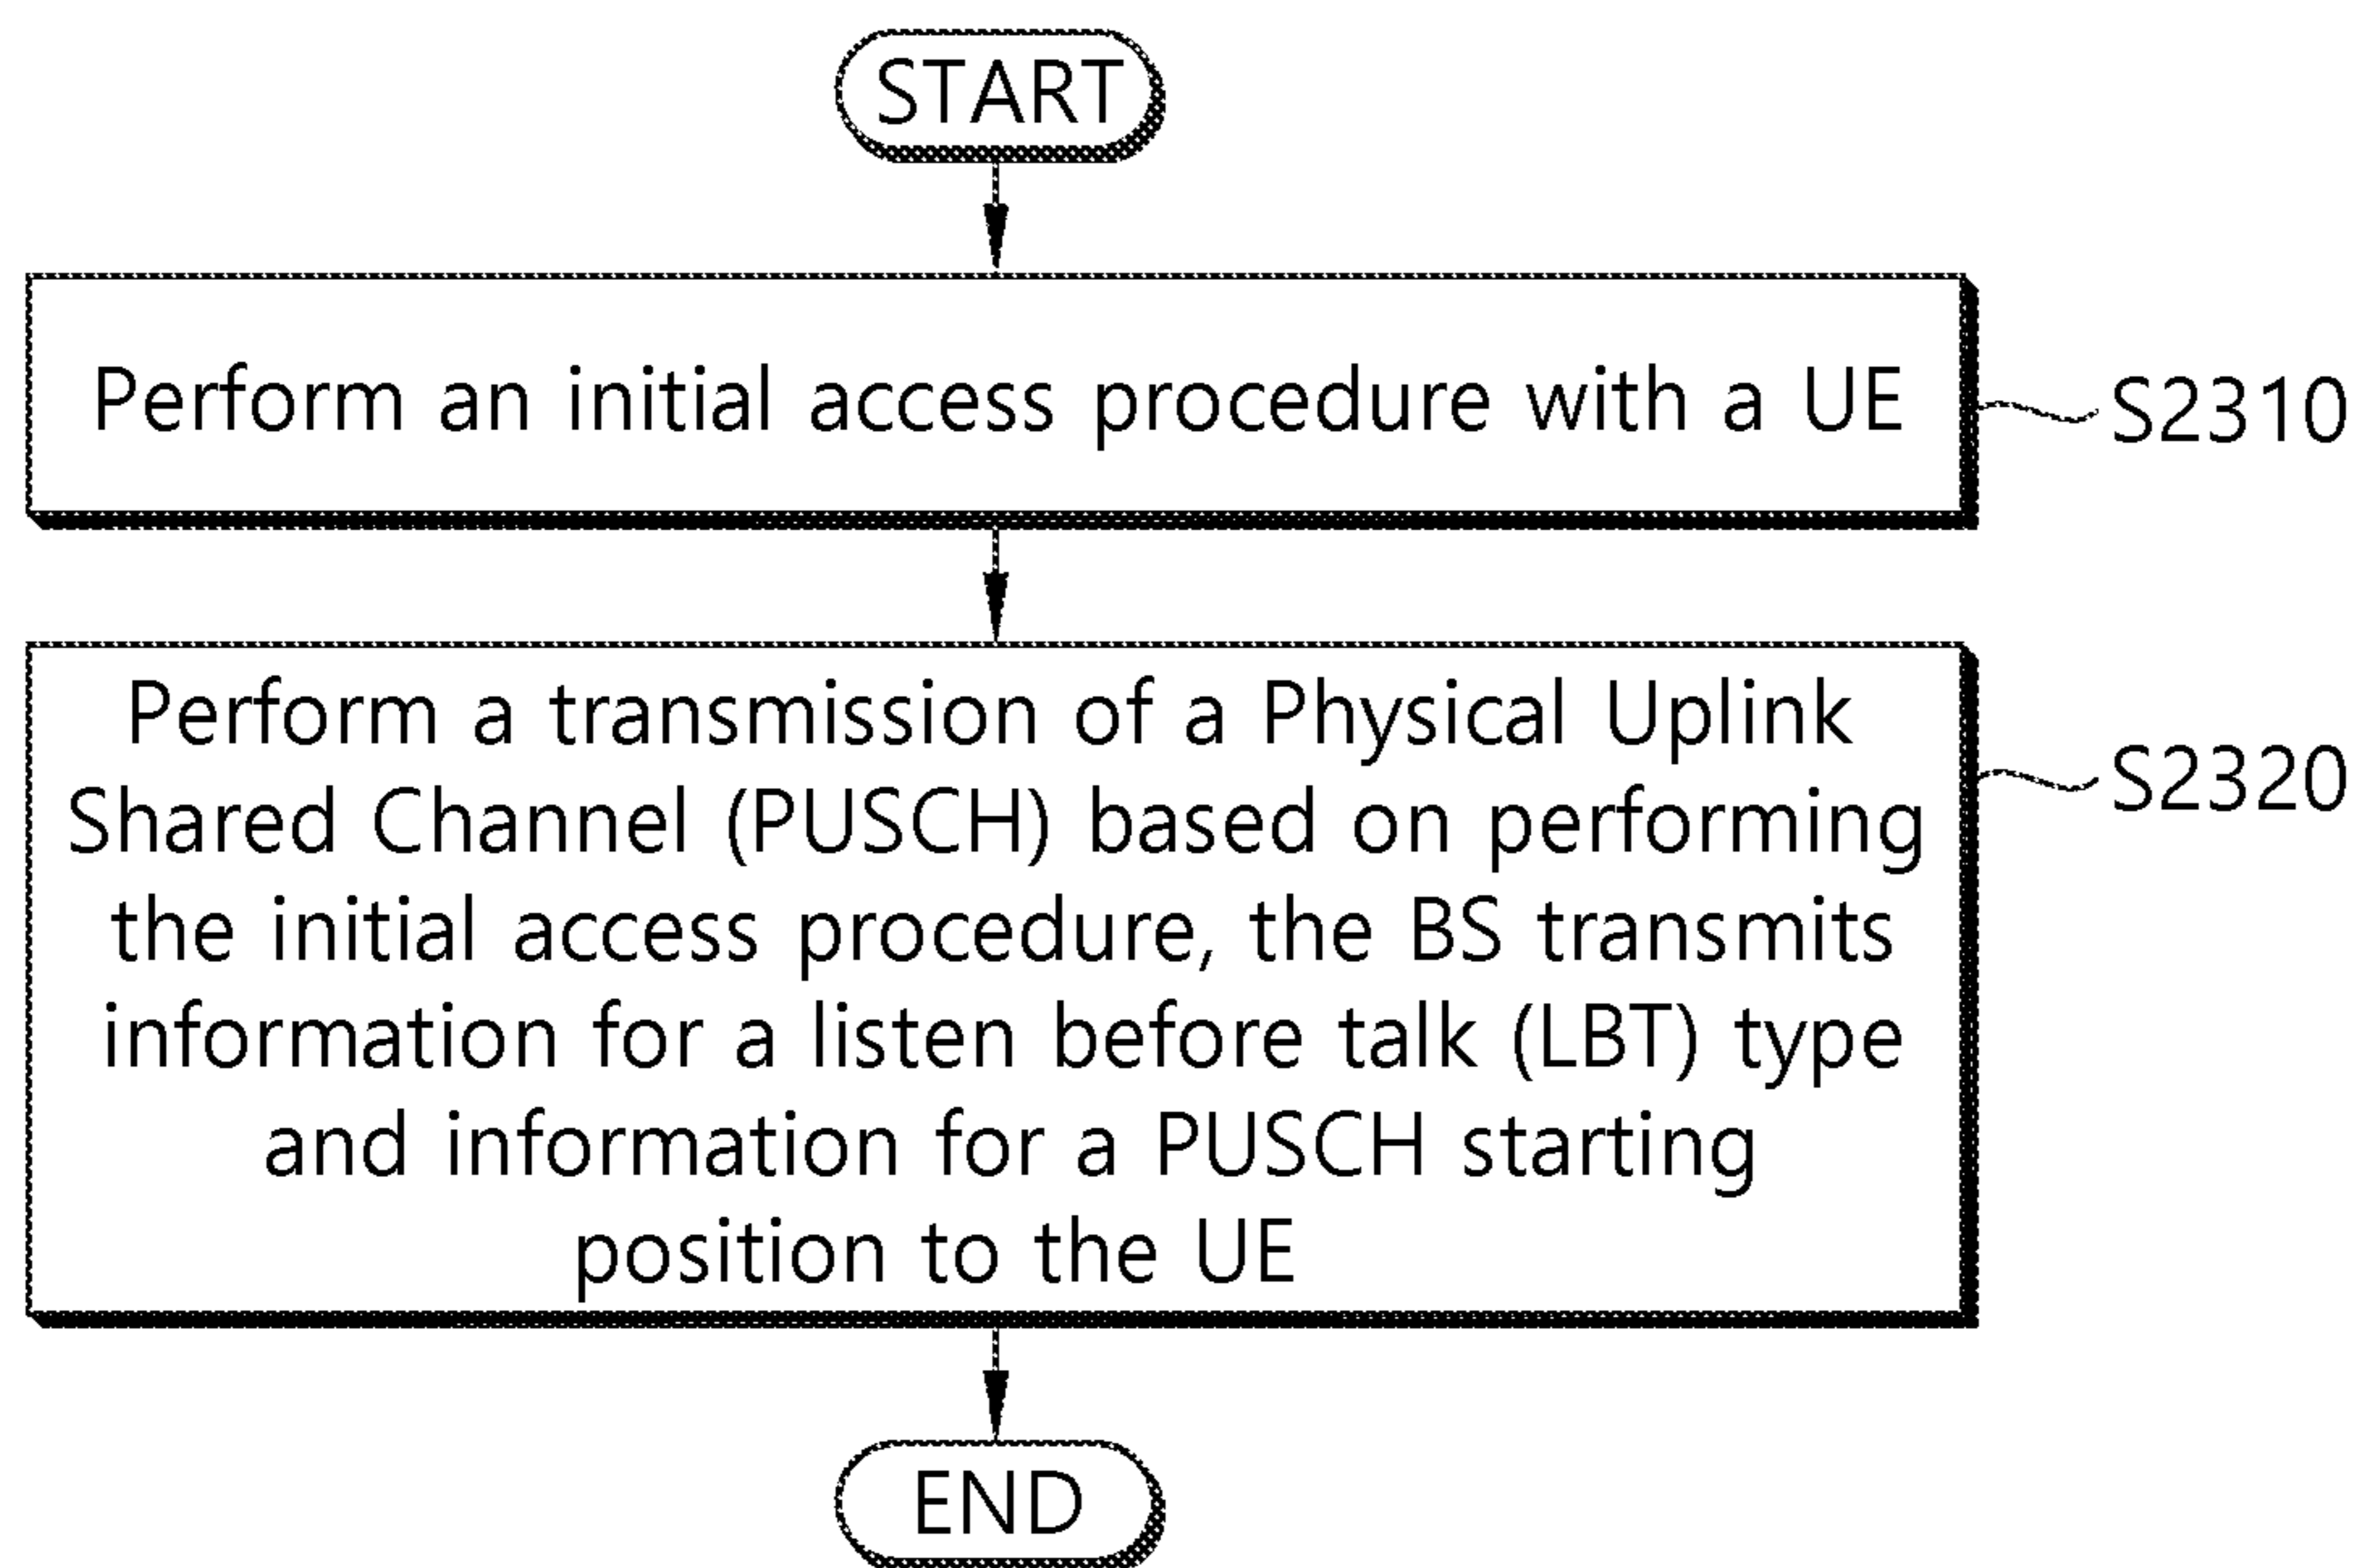 START
Perform an initial access procedure with a UE
S2310
Perform a transmission of a Physical Uplink
Shared Channel (PUSCH) based on performing
the initial access procedure, the BS transmits
information for a listen before talk (LBT) type
and information for a PUSCH starting
position to the UE
S2320
END